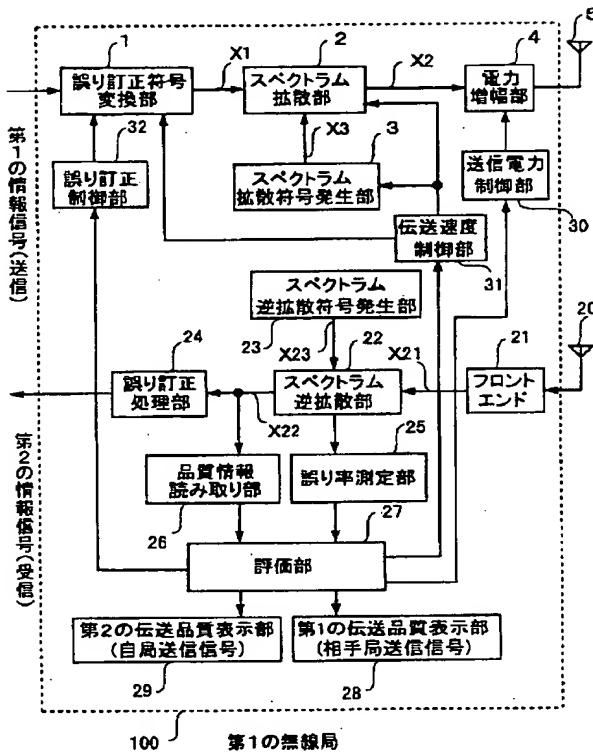 1
2
4
5
X1
X2
誤り訂正符号
変換部
スペクトラム
拡散部
電力
増幅部
32
X3
3
誤り訂正
制御部
スペクトラム
拡散符号発生部
送信電力
制御部
30
第1の情報信号(送信)
伝送速度
制御部
31
スペクトラム
逆拡散符号発生部
23
X23
22
24
X21
21
20
誤り訂正
処理部
スペクトラム
逆拡散部
フロント
エンド
X22
25
第2の情報信号(受信)
品質情報
読み取り部
誤り率測定部
26
27
評価部
第2の伝送品質表示部
(自局送信信号)
第1の伝送品質表示部
(相手局送信信号)
29
28
100
第1の無線局